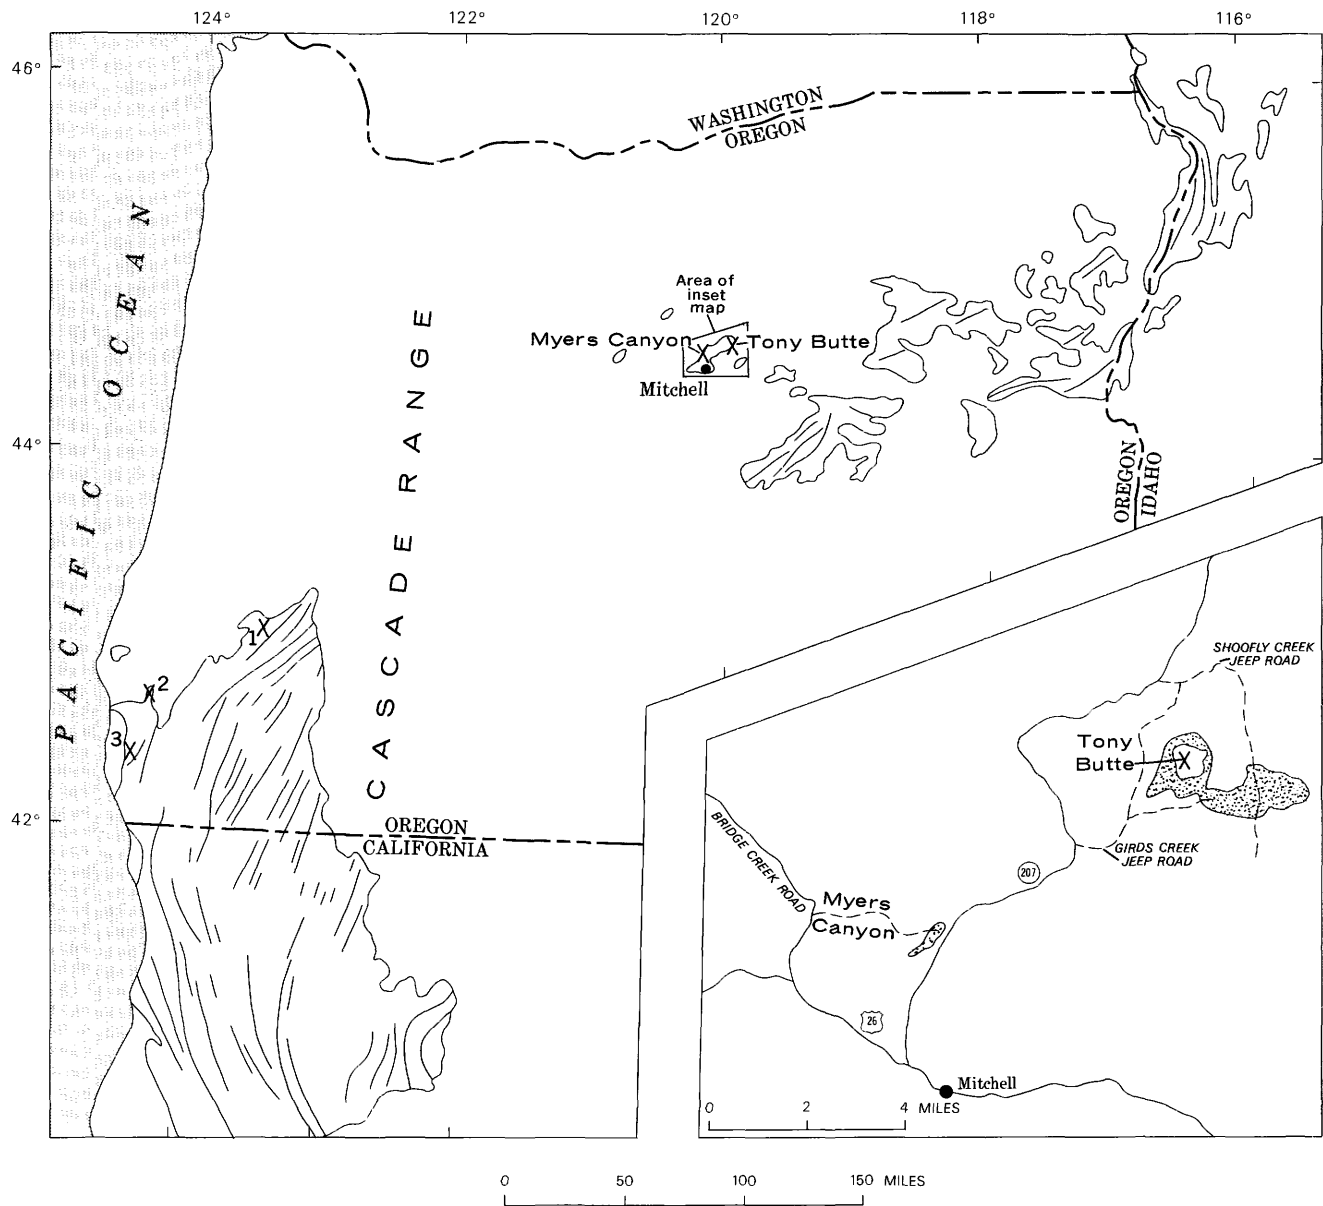 124° 122° 120° 118° 116°
46°
WASHINGTON
OREGON
PACIFIC OCEAN
CASCADE RANGE
Area of
inset
map
Myers Canyon
Tony Butte
Mitchell
44°
OREGON
IDAHO
1
2
3
42°
OREGON
CALIFORNIA
SHOOFLY CREEK
JEEP ROAD
Tony
Butte
BRIDGE CREEK ROAD
GIRDS CREEK
JEEP ROAD
207
Myers
Canyon
26
Mitchell
0 2 4 MILES
0 50 100 150 MILES